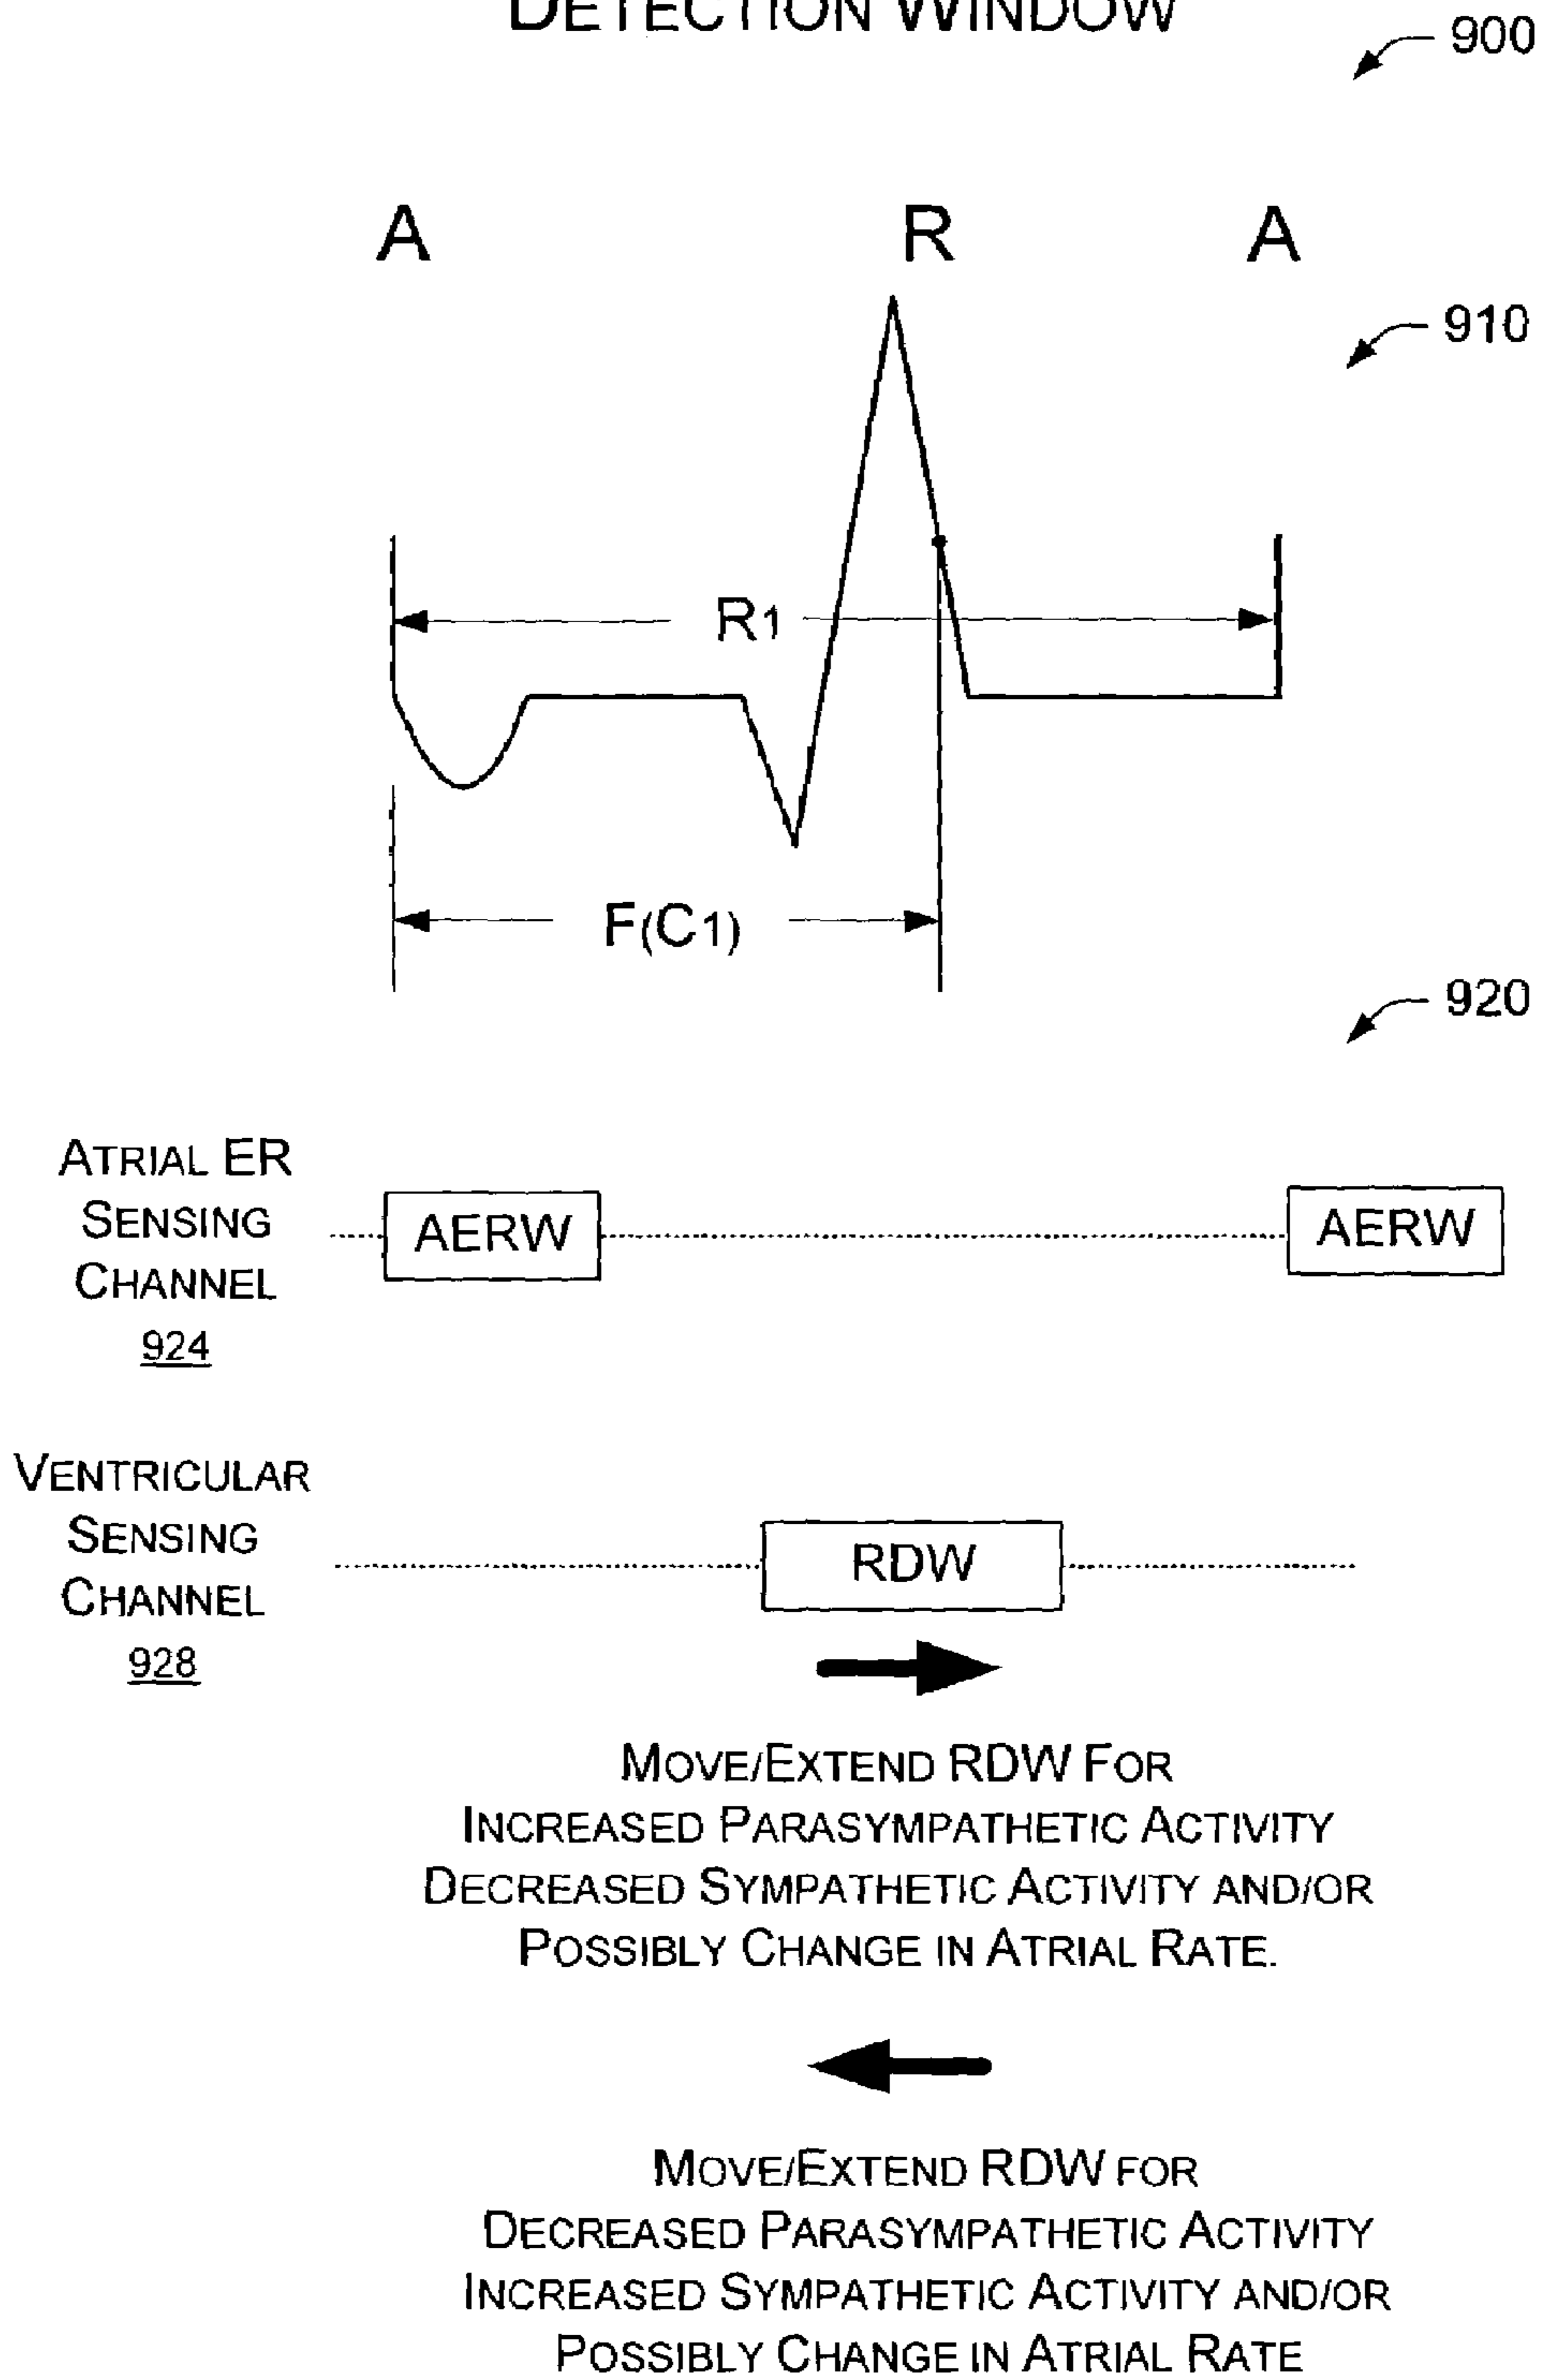 DETECTION WINDOW
900
A R A
910
R1
F(C1)
920
ATRIAL ER
SENSING
CHANNEL
924
AERW AERW
VENTRICULAR
SENSING
CHANNEL
928
RDW
MOVE/EXTEND RDW FOR
INCREASED PARASYMPATHETIC ACTIVITY
DECREASED SYMPATHETIC ACTIVITY AND/OR
POSSIBLY CHANGE IN ATRIAL RATE.
MOVE/EXTEND RDW FOR
DECREASED PARASYMPATHETIC ACTIVITY
INCREASED SYMPATHETIC ACTIVITY AND/OR
POSSIBLY CHANGE IN ATRIAL RATE